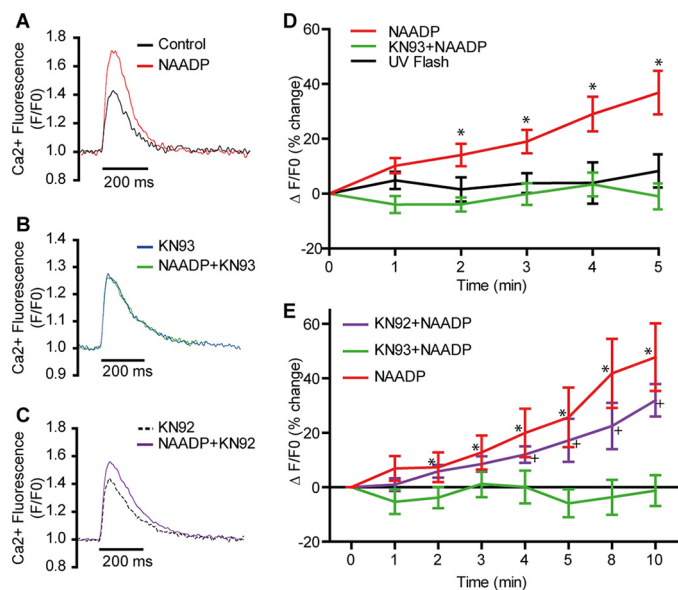 A
Ca2+ Fluorescence
(F/F0)
1.8
1.6
1.4
1.2
1.0
0.8
Control
NAADP
200 ms
B
Ca2+ Fluorescence
(F/F0)
1.4
1.3
1.2
1.1
1.0
0.9
KN93
NAADP+KN93
200 ms
C
Ca2+ Fluorescence
(F/F0)
1.8
1.6
1.4
1.2
1.0
0.8
KN92
NAADP+KN92
200 ms
D
NAADP
KN93+NAADP
UV Flash
Δ F/F0 (% change)
60
40
20
0
-20
* * * *
0 1 2 3 4 5
Time (min)
E
KN92+NAADP
KN93+NAADP
NAADP
Δ F/F0 (% change)
60
40
20
0
-20
* * * * * *
+ + + +
0 1 2 3 4 5 8 10
Time (min)